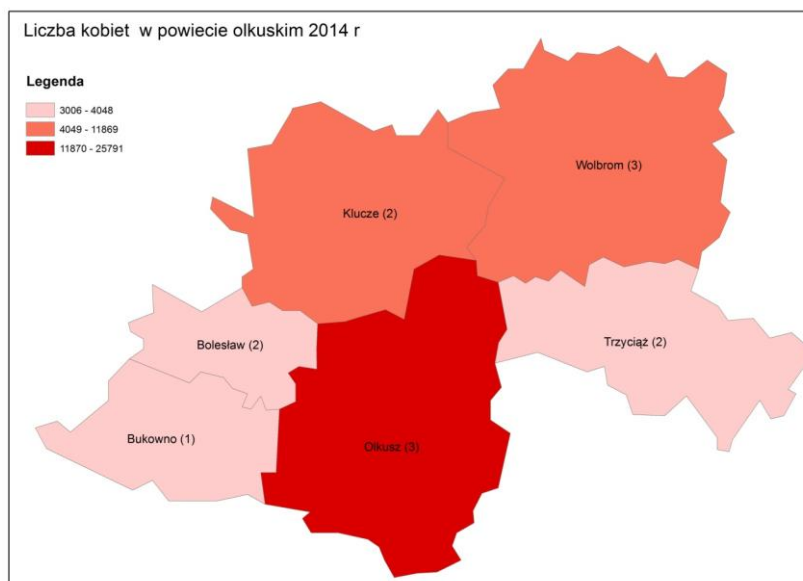 Liczba kobiet w powiecie olkuskim 2014 r
Legenda
3006 - 4048
4049 - 11869
11870 - 25791
Wolbrom (3)
Klucze (2)
Bolesław (2)
Trzyciąż (2)
Bukowno (1)
Olkusz (3)